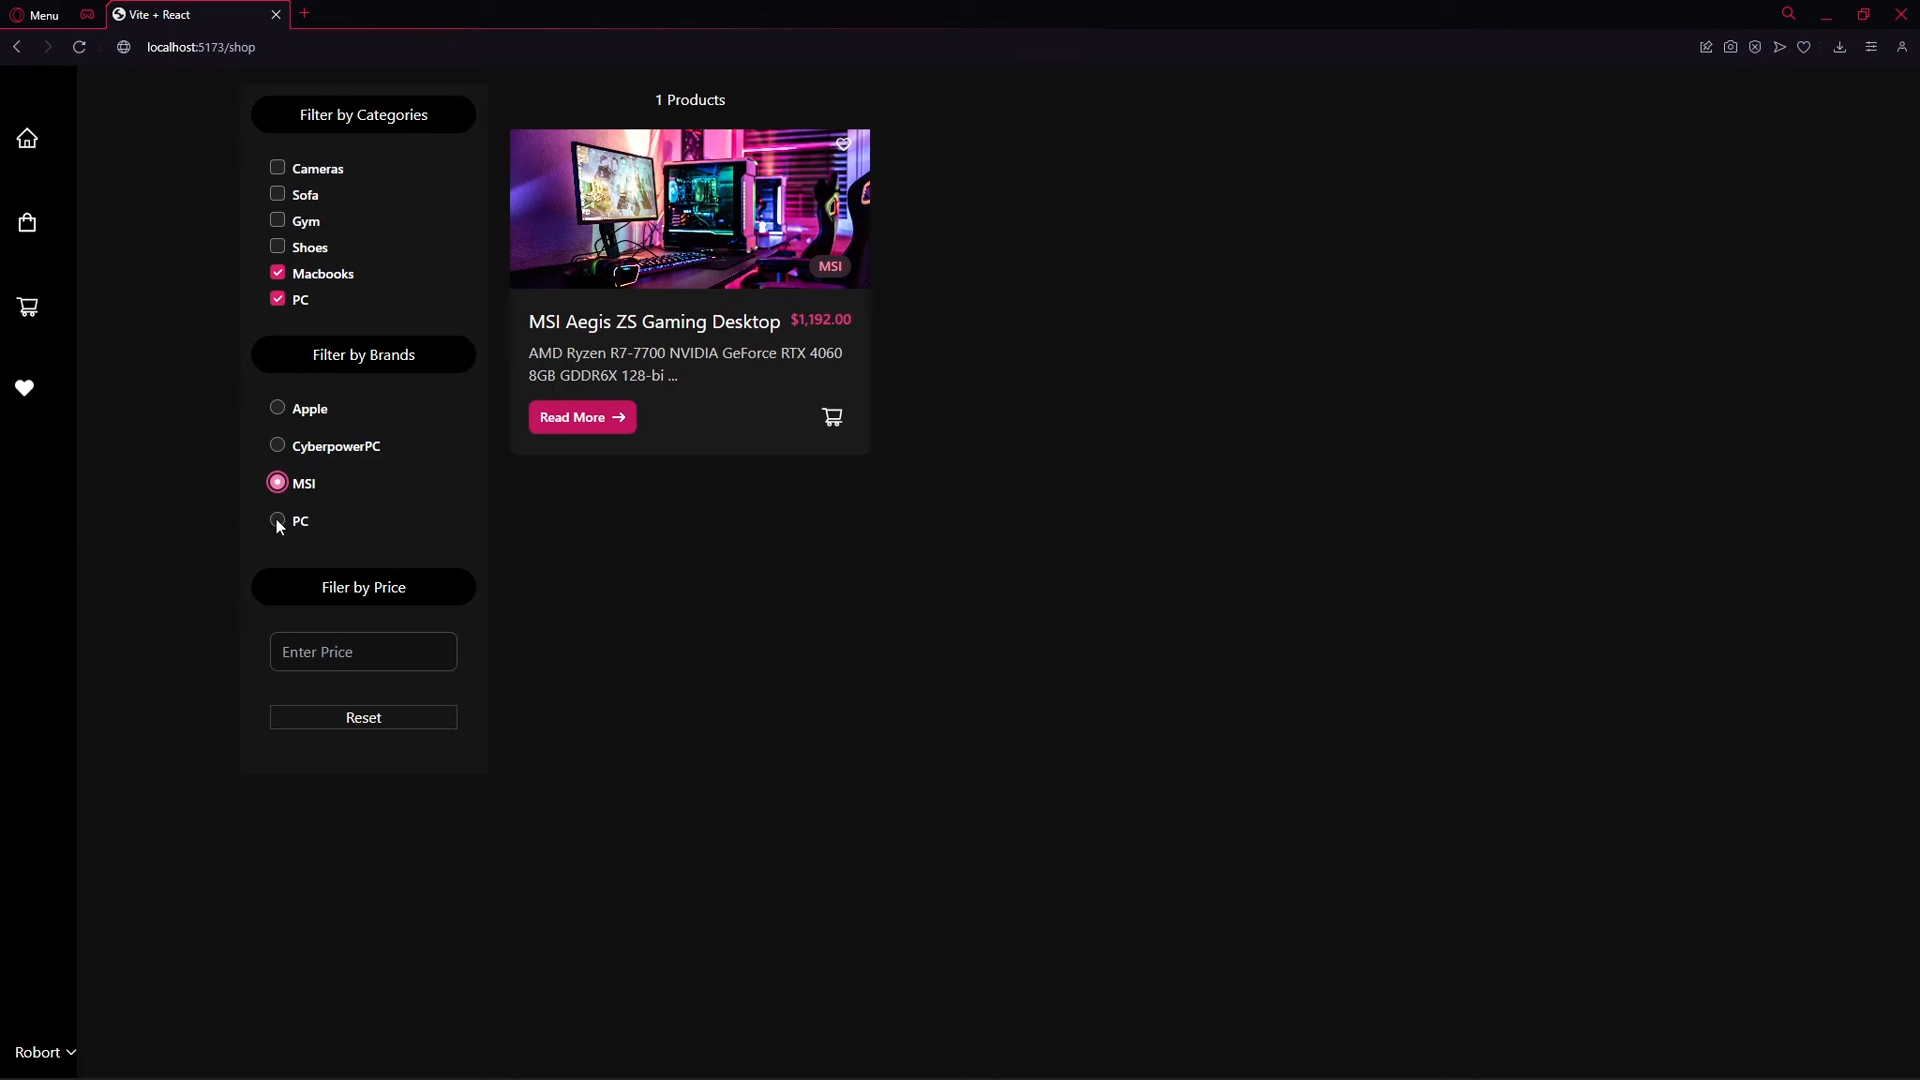 Menu
Vite + React
localhost:5173/shop
Filter by Categories
Cameras
Sofa
Gym
Shoes
Macbooks
PC
Filter by Brands
Apple
CyberpowerPC
MSI
PC
Filer by Price
Enter Price
Reset
1 Products
MSI
MSI Aegis ZS Gaming Desktop $1,192.00
AMD Ryzen R7-7700 NVIDIA GeForce RTX 4060
8GB GDDR6X 128-bi ...
Read More
Robort